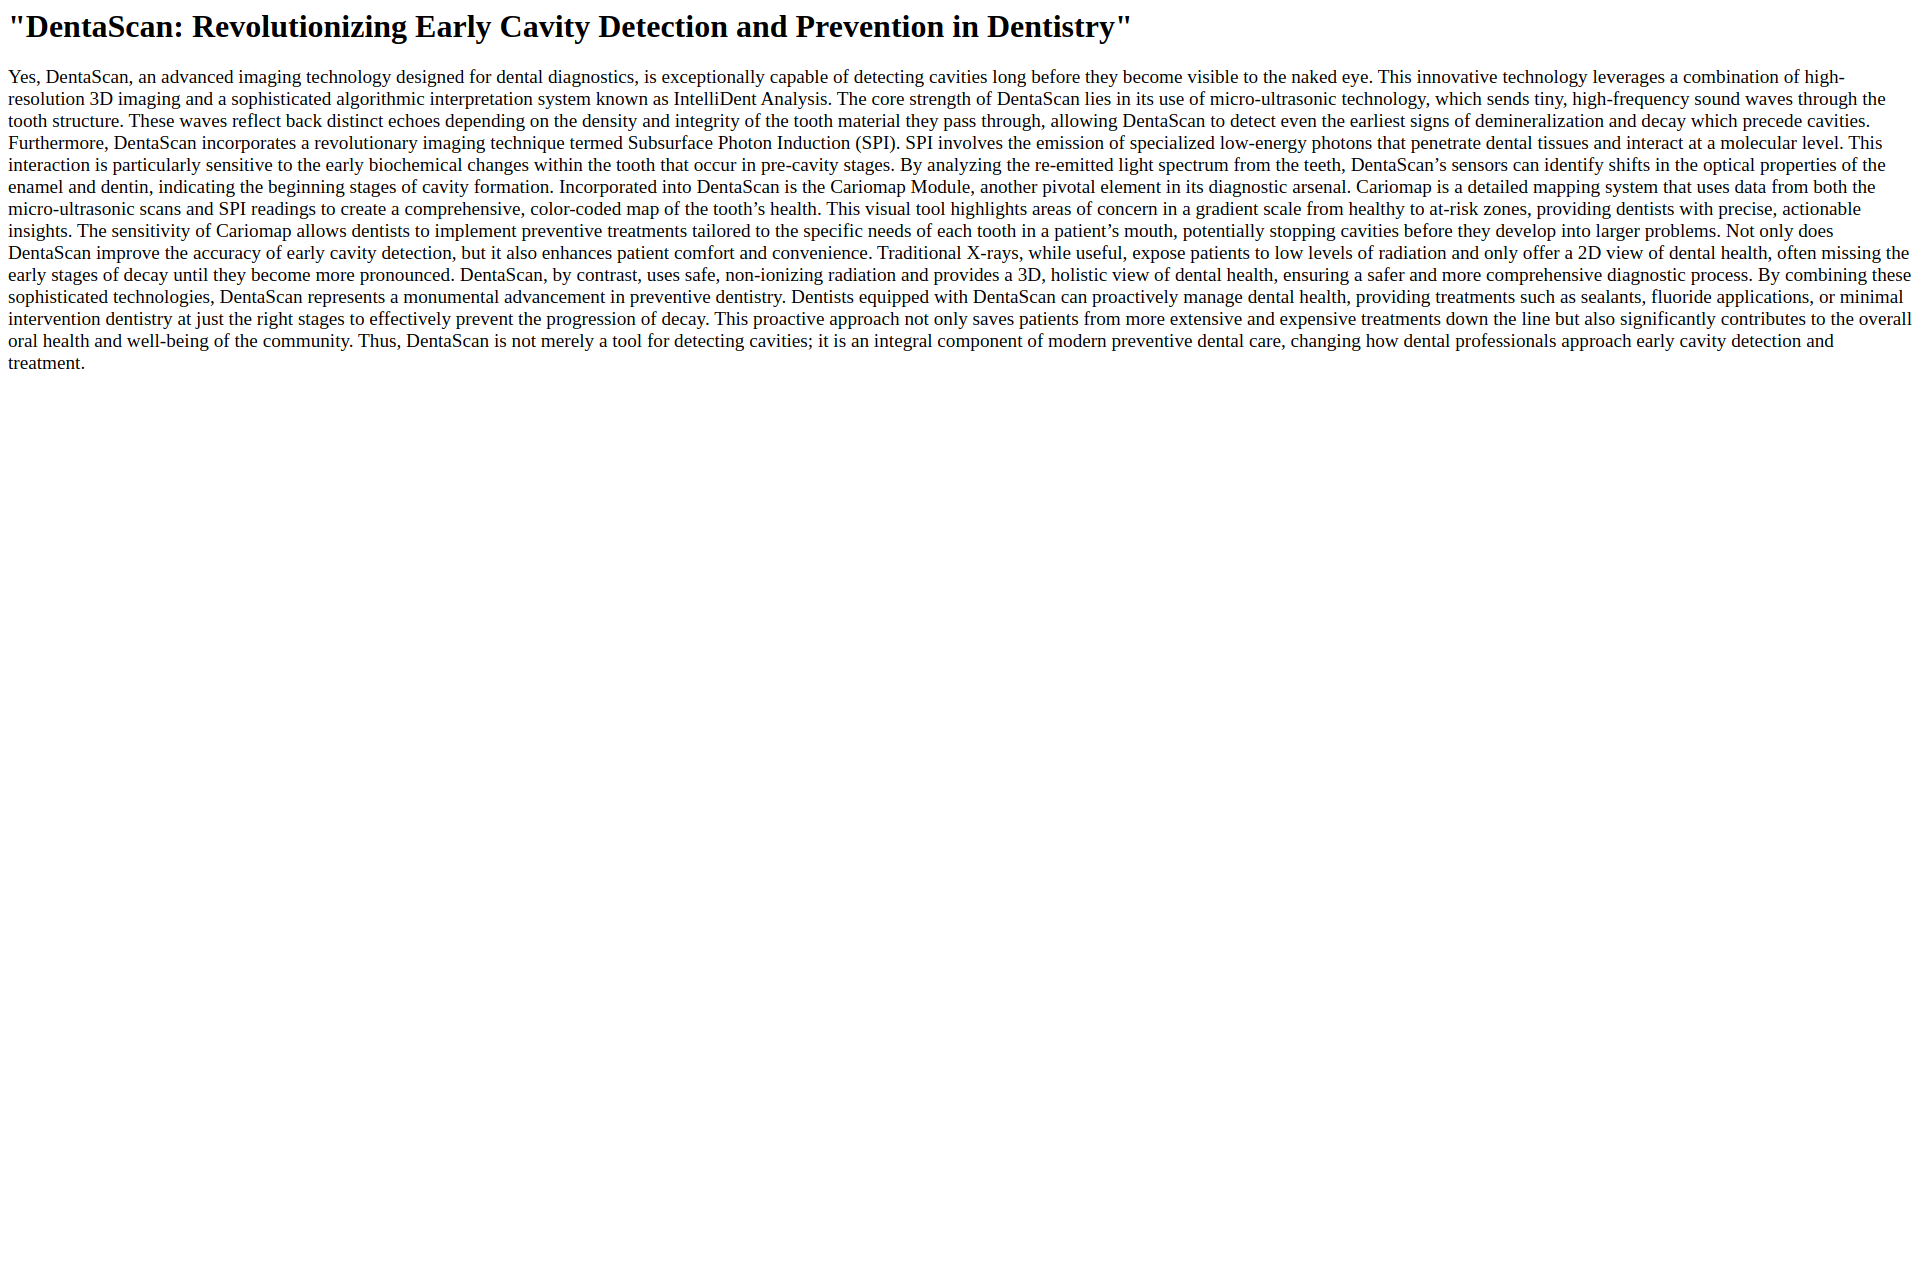 "DentaScan: Revolutionizing Early Cavity Detection and Prevention in Dentistry"
Yes, DentaScan, an advanced imaging technology designed for dental diagnostics, is exceptionally capable of detecting cavities long before they become visible to the naked eye. This innovative technology leverages a combination of high-
resolution 3D imaging and a sophisticated algorithmic interpretation system known as IntelliDent Analysis. The core strength of DentaScan lies in its use of micro-ultrasonic technology, which sends tiny, high-frequency sound waves through the
tooth structure. These waves reflect back distinct echoes depending on the density and integrity of the tooth material they pass through, allowing DentaScan to detect even the earliest signs of demineralization and decay which precede cavities.
Furthermore, DentaScan incorporates a revolutionary imaging technique termed Subsurface Photon Induction (SPI). SPI involves the emission of specialized low-energy photons that penetrate dental tissues and interact at a molecular level. This
interaction is particularly sensitive to the early biochemical changes within the tooth that occur in pre-cavity stages. By analyzing the re-emitted light spectrum from the teeth, DentaScan’s sensors can identify shifts in the optical properties of the
enamel and dentin, indicating the beginning stages of cavity formation. Incorporated into DentaScan is the Cariomap Module, another pivotal element in its diagnostic arsenal. Cariomap is a detailed mapping system that uses data from both the
micro-ultrasonic scans and SPI readings to create a comprehensive, color-coded map of the tooth’s health. This visual tool highlights areas of concern in a gradient scale from healthy to at-risk zones, providing dentists with precise, actionable
insights. The sensitivity of Cariomap allows dentists to implement preventive treatments tailored to the specific needs of each tooth in a patient’s mouth, potentially stopping cavities before they develop into larger problems. Not only does
DentaScan improve the accuracy of early cavity detection, but it also enhances patient comfort and convenience. Traditional X-rays, while useful, expose patients to low levels of radiation and only offer a 2D view of dental health, often missing the
early stages of decay until they become more pronounced. DentaScan, by contrast, uses safe, non-ionizing radiation and provides a 3D, holistic view of dental health, ensuring a safer and more comprehensive diagnostic process. By combining these
sophisticated technologies, DentaScan represents a monumental advancement in preventive dentistry. Dentists equipped with DentaScan can proactively manage dental health, providing treatments such as sealants, fluoride applications, or minimal
intervention dentistry at just the right stages to effectively prevent the progression of decay. This proactive approach not only saves patients from more extensive and expensive treatments down the line but also significantly contributes to the overall
oral health and well-being of the community. Thus, DentaScan is not merely a tool for detecting cavities; it is an integral component of modern preventive dental care, changing how dental professionals approach early cavity detection and
treatment.